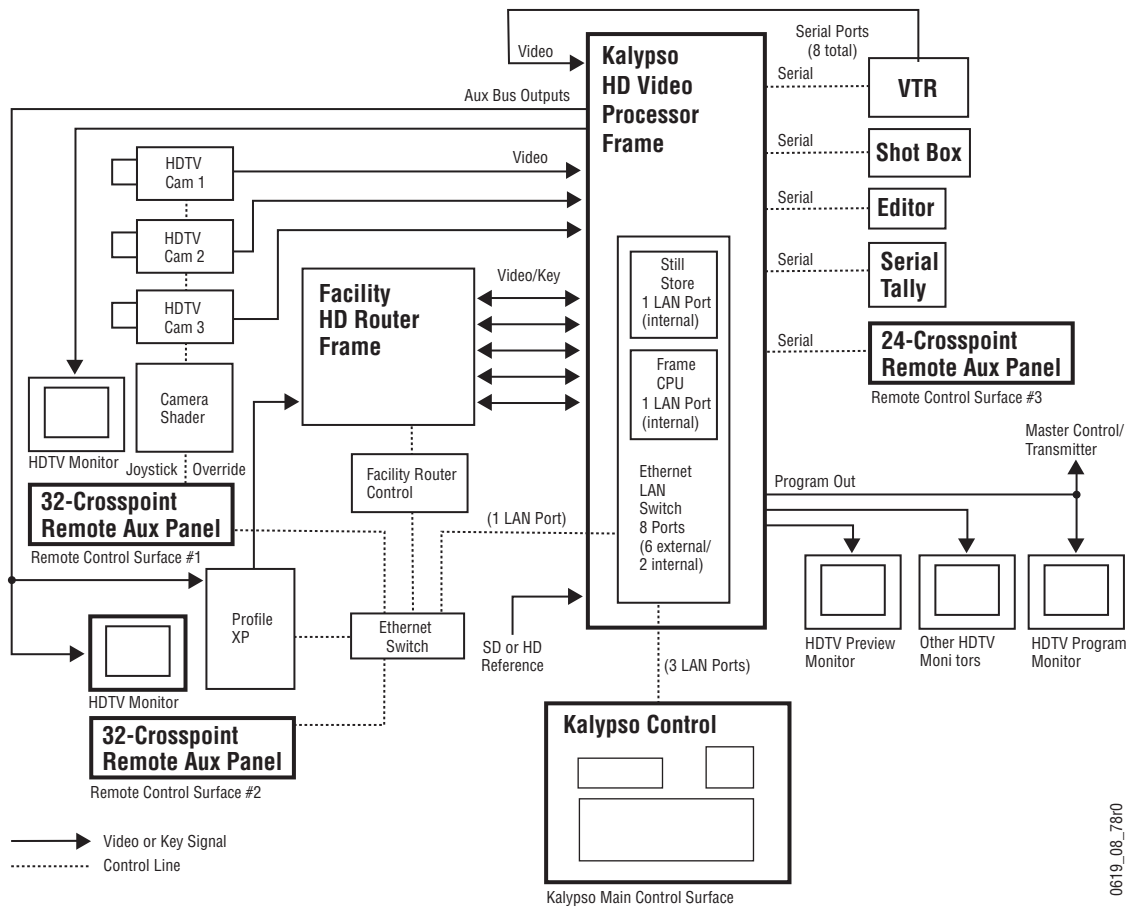 Serial Ports
(8 total)
Video
Kalypso
HD Video
Processor
Frame
Serial
VTR
Aux Bus Outputs
Serial
Shot Box
HDTV
Cam 1
Video
Serial
Editor
HDTV
Cam 2
Serial
Serial
Tally
HDTV
Cam 3
Facility
HD Router
Frame
Video/Key
Still
Store
1 LAN Port
(internal)
Serial
24-Crosspoint
Remote Aux Panel
Remote Control Surface #3
Frame
CPU
1 LAN Port
(internal)
Camera
Shader
HDTV Monitor
Joystick
Override
Facility Router
Control
Ethernet
LAN
Switch
8 Ports
(6 external/
2 internal)
Master Control/
Transmitter
Program Out
32-Crosspoint
Remote Aux Panel
Remote Control Surface #1
(1 LAN Port)
Profile
XP
Ethernet
Switch
SD or HD
Reference
HDTV Preview
Monitor
Other HDTV
Moni tors
HDTV Program
Monitor
HDTV Monitor
(3 LAN Ports)
32-Crosspoint
Remote Aux Panel
Remote Control Surface #2
Kalypso Control
Video or Key Signal
Control Line
Kalypso Main Control Surface
0619_08_78r0